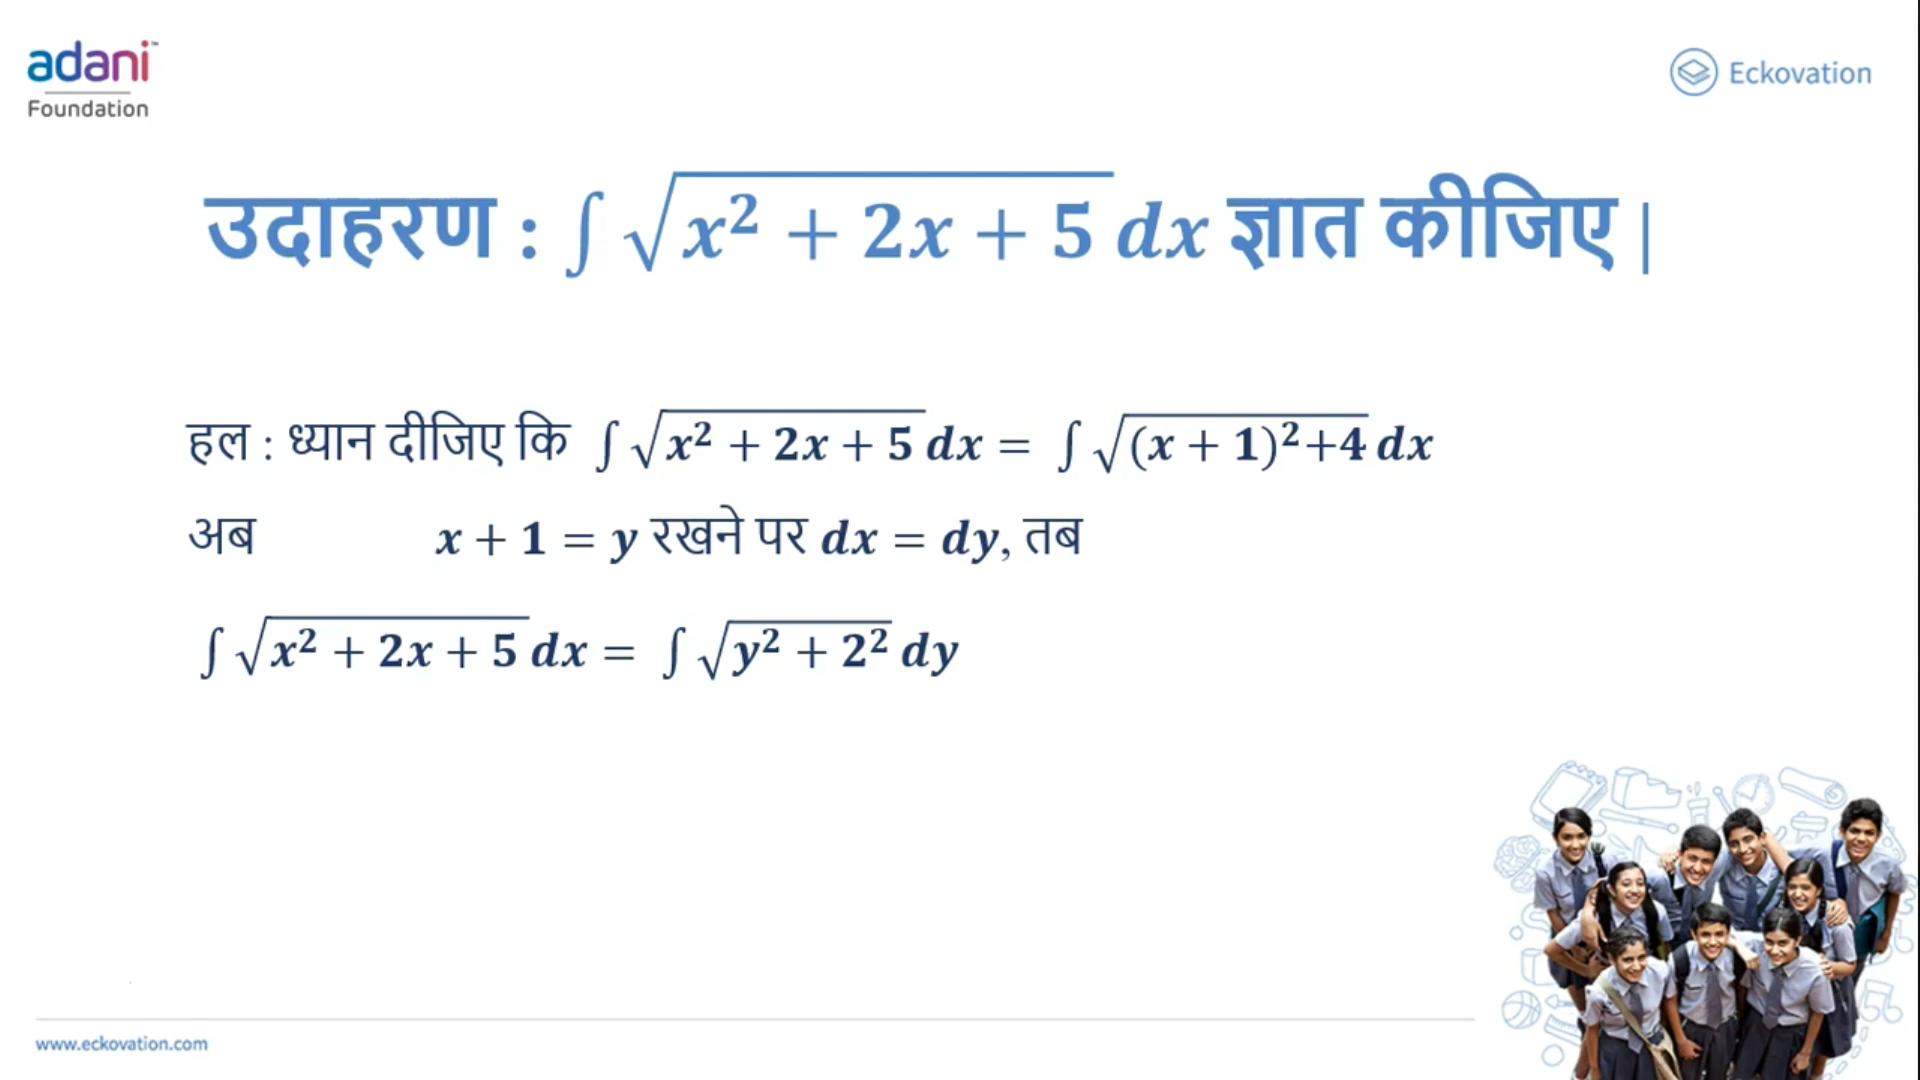 adani™
Foundation
Eckovation
उदाहरण : ∫ √(x² + 2x + 5) dx ज्ञात कीजिए |
हल : ध्यान दीजिए कि ∫ √(x² + 2x + 5) dx = ∫ √((x + 1)²+4) dx
अब x + 1 = y रखने पर dx = dy, तब
∫ √(x² + 2x + 5) dx = ∫ √(y² + 2²) dy
www.eckovation.com